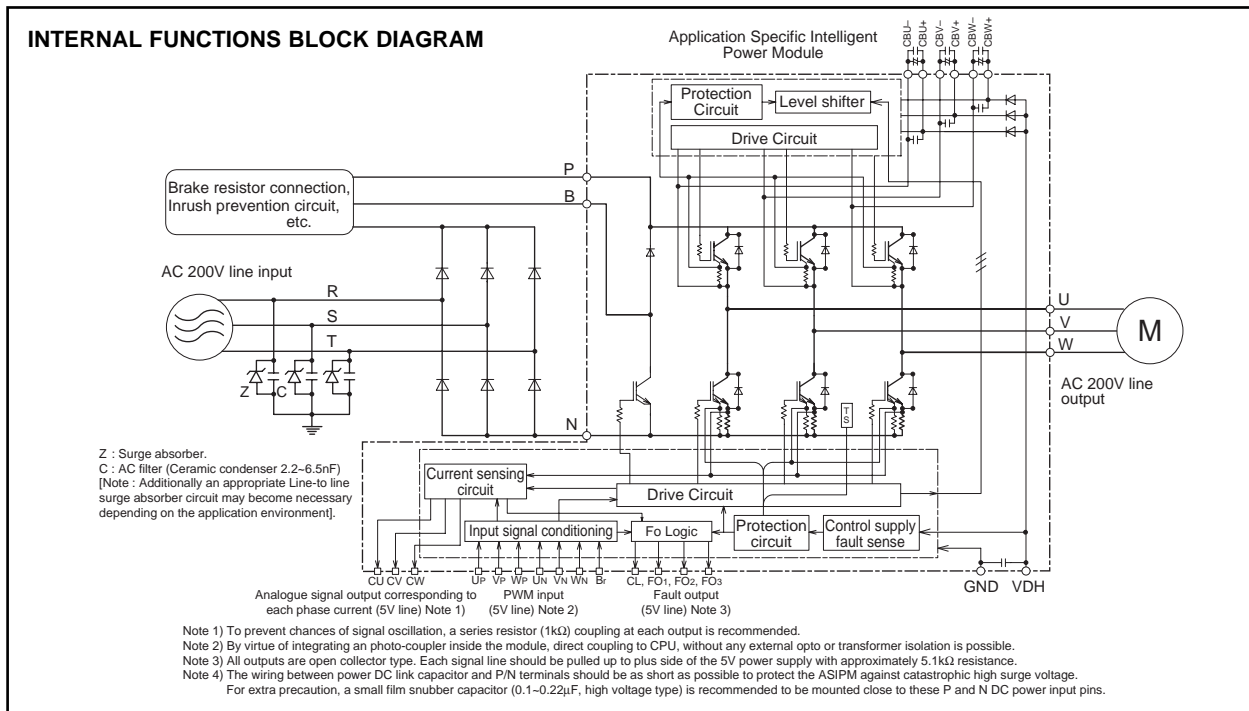 INTERNAL FUNCTIONS BLOCK DIAGRAM
Application Specific Intelligent
Power Module
CBU–
CBU+
CBV–
CBV+
CBW–
CBW+
Protection
Circuit
Level shifter
Drive Circuit
Brake resistor connection,
Inrush prevention circuit,
etc.
P
B
AC 200V line input
R
S
T
Z
C
N
U
V
W
M
AC 200V line
output
TS
Z : Surge absorber.
C : AC filter (Ceramic condenser 2.2~6.5nF)
[Note : Additionally an appropriate Line-to line
surge absorber circuit may become necessary
depending on the application environment].
Current sensing
circuit
Drive Circuit
Input signal conditioning
Fo Logic
Protection
circuit
Control supply
fault sense
CU CV CW
UP VP WP UN VN WN Br
CL, FO1, FO2, FO3
GND VDH
Analogue signal output corresponding to
each phase current (5V line) Note 1)
PWM input
(5V line) Note 2)
Fault output
(5V line) Note 3)
Note 1) To prevent chances of signal oscillation, a series resistor (1kΩ) coupling at each output is recommended.
Note 2) By virtue of integrating an photo-coupler inside the module, direct coupling to CPU, without any external opto or transformer isolation is possible.
Note 3) All outputs are open collector type. Each signal line should be pulled up to plus side of the 5V power supply with approximately 5.1kΩ resistance.
Note 4) The wiring between power DC link capacitor and P/N terminals should be as short as possible to protect the ASIPM against catastrophic high surge voltage.
For extra precaution, a small film snubber capacitor (0.1~0.22μF, high voltage type) is recommended to be mounted close to these P and N DC power input pins.